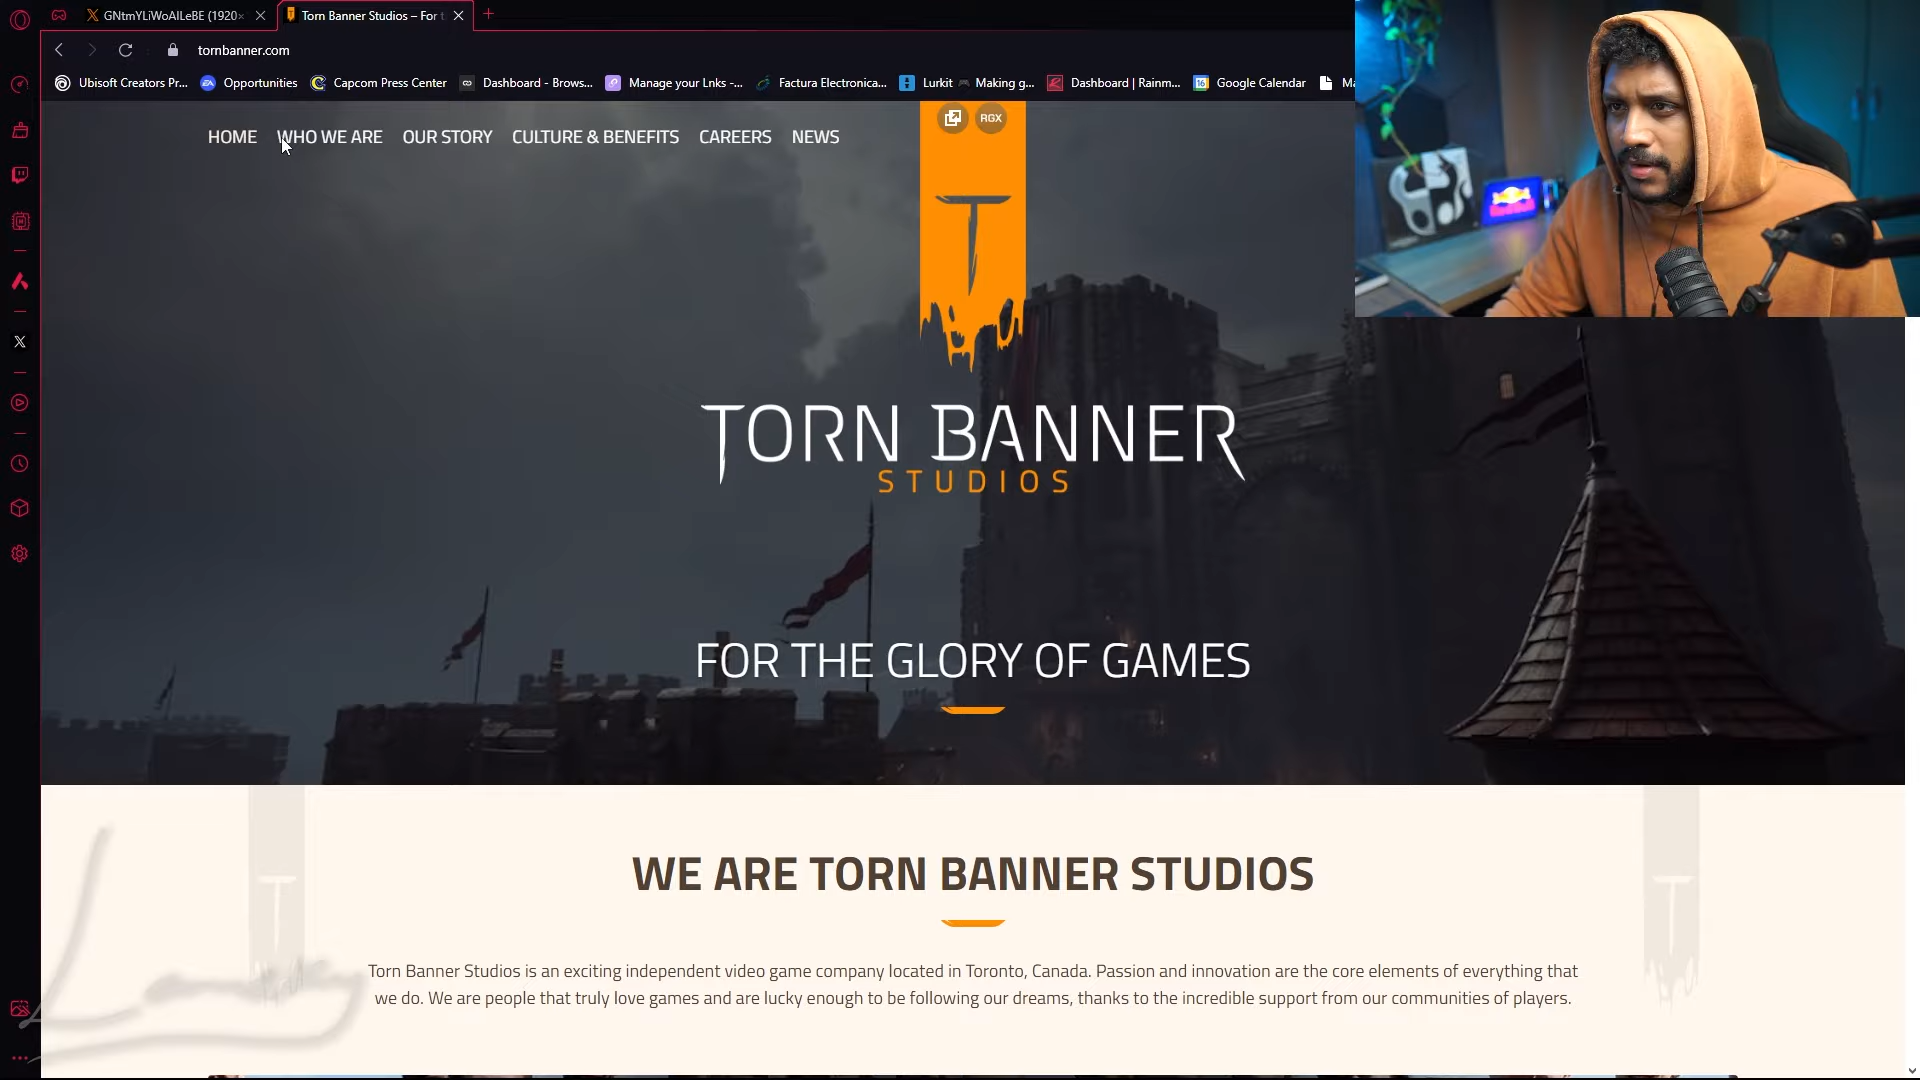 GNtmYLiWoAILeBE (1920×
Torn Banner Studios – For t
tornbanner.com
Ubisoft Creators Pr...
Opportunities
Capcom Press Center
Dashboard - Brows...
Manage your Lnks -...
Factura Electronica...
Lurkit
Making g...
Dashboard | Rainm...
16
Google Calendar
Ma
HOME
WHO WE ARE
OUR STORY
CULTURE & BENEFITS
CAREERS
NEWS
RGX
TORN BANNER
STUDIOS
FOR THE GLORY OF GAMES
WE ARE TORN BANNER STUDIOS
Torn Banner Studios is an exciting independent video game company located in Toronto, Canada. Passion and innovation are the core elements of everything that
we do. We are people that truly love games and are lucky enough to be following our dreams, thanks to the incredible support from our communities of players.